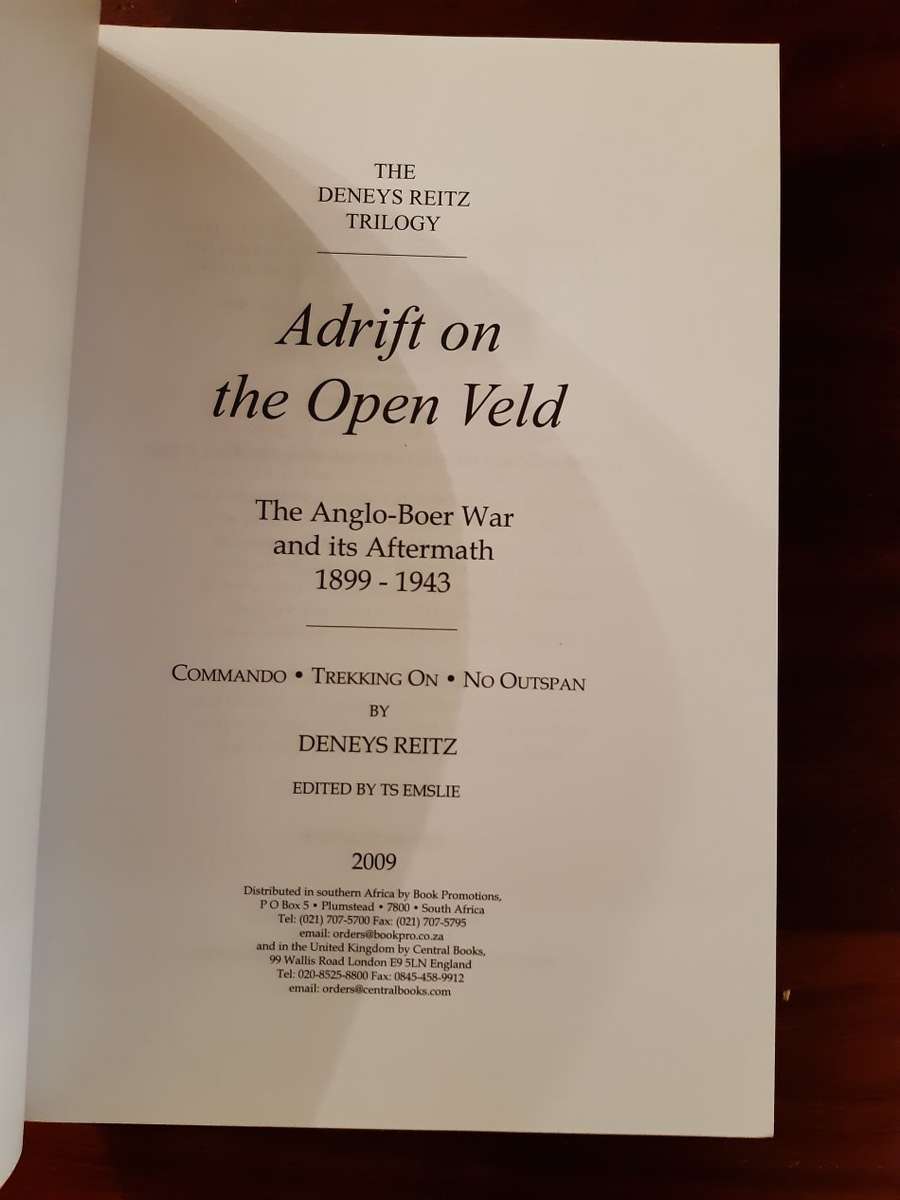 THE
DENEYS REITZ
TRILOGY
Adrift on
the Open Veld
The Anglo-Boer War
and its Aftermath
1899 - 1943
COMMANDO • TREKKING ON • NO OUTSPAN
BY
DENEYS REITZ
EDITED BY TS EMSLIE
2009
Distributed in southern Africa by Book Promotions,
P O Box 5 • Plumstead • 7800 • South Africa
Tel: (021) 707-5700 Fax: (021) 707-5795
email: orders@bookpro.co.za
and in the United Kingdom by Central Books,
99 Wallis Road London E9 5LN England
Tel: 020-8525-8800 Fax: 0845-458-9912
email: orders@centralbooks.com